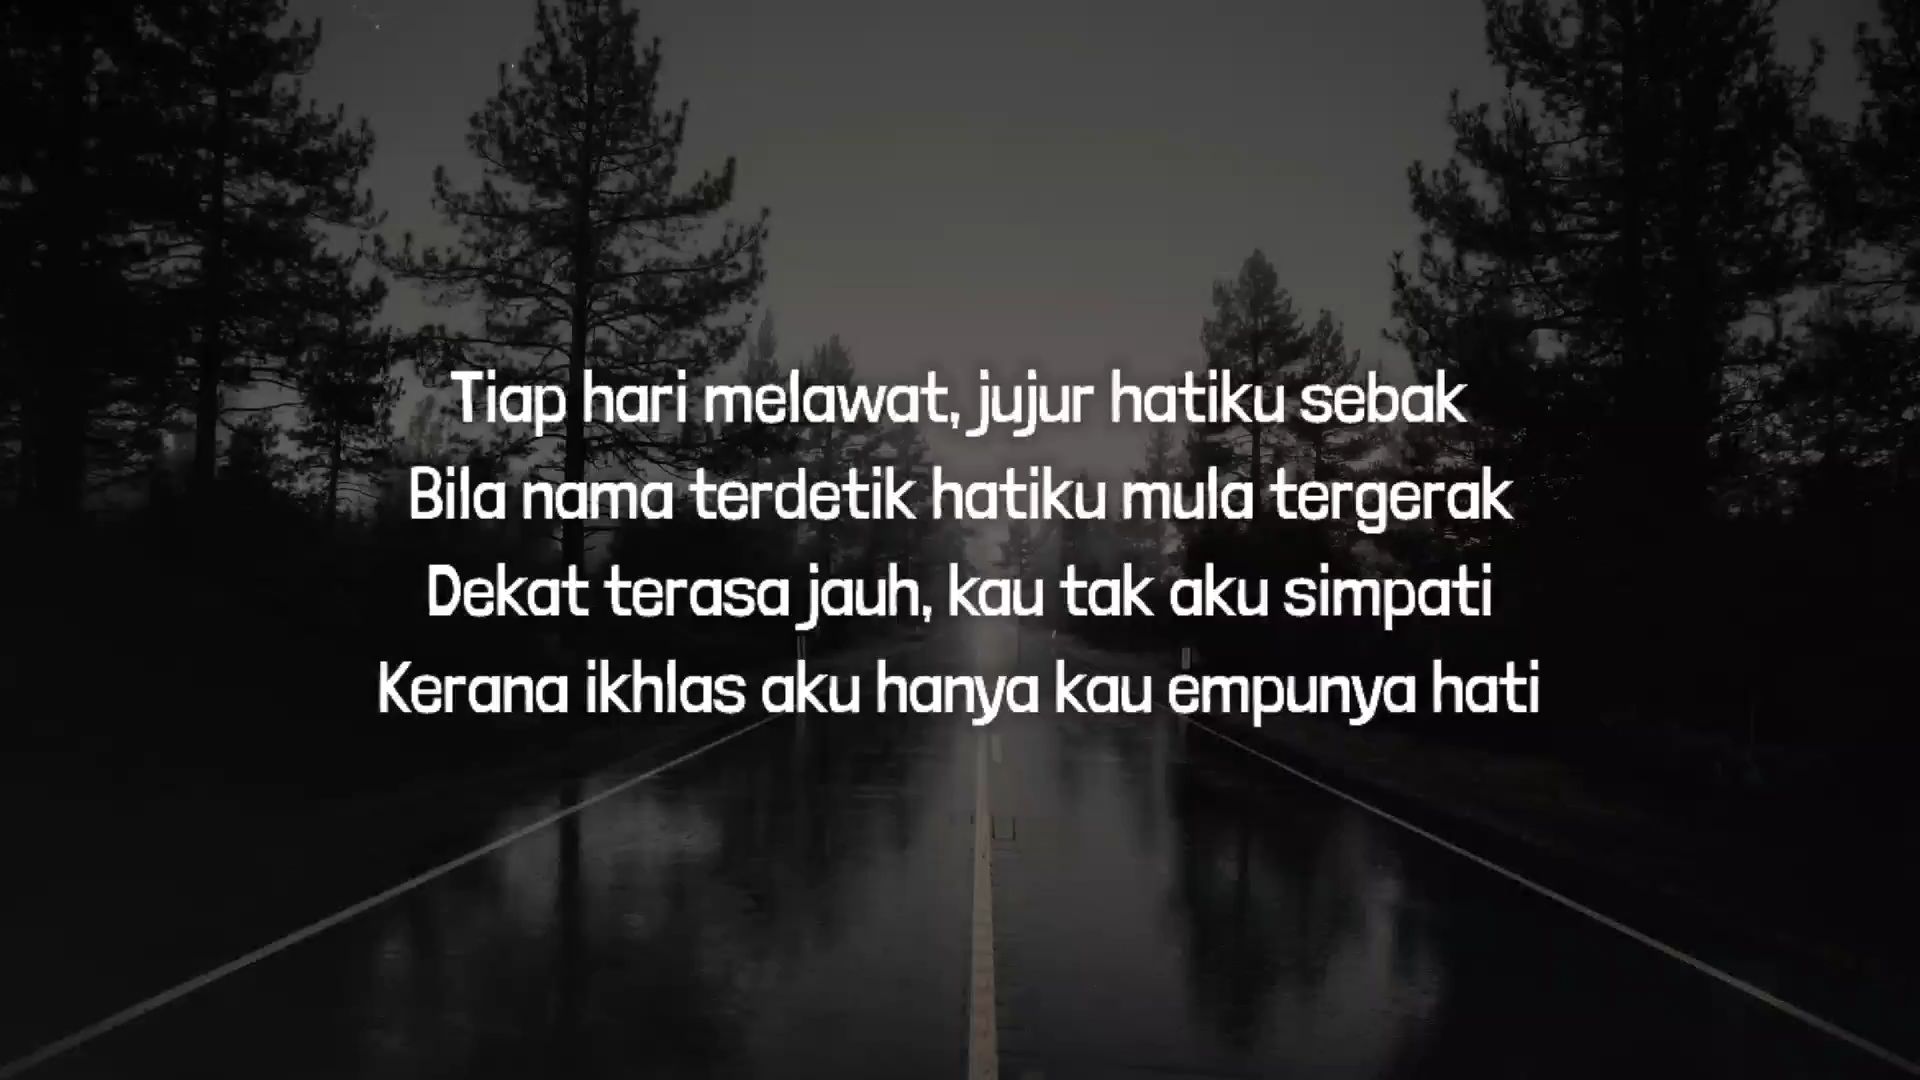 Tiap hari melawat, jujur hatiku sebak
Bila nama terdetik hatiku mula tergerak
Dekat terasa jauh, kau tak aku simpati
Kerana ikhlas aku hanya kau empunya hati